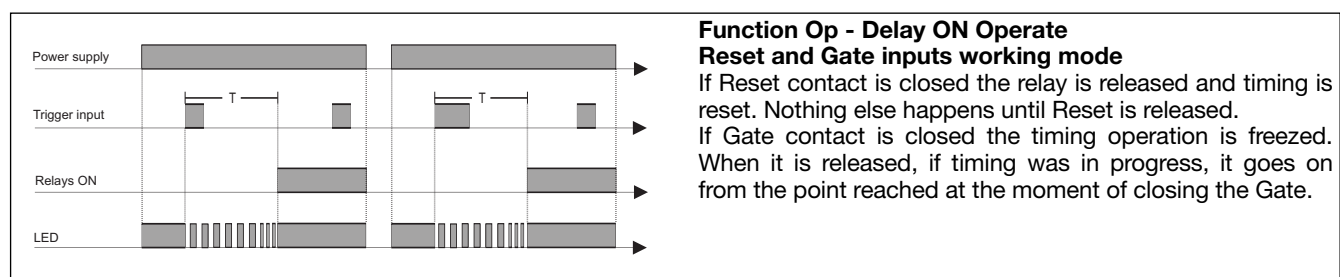 Power supply
Trigger input
T
T
Relays ON
LED
Function Op - Delay ON Operate
Reset and Gate inputs working mode
If Reset contact is closed the relay is released and timing is
reset. Nothing else happens until Reset is released.
If Gate contact is closed the timing operation is freezed.
When it is released, if timing was in progress, it goes on
from the point reached at the moment of closing the Gate.